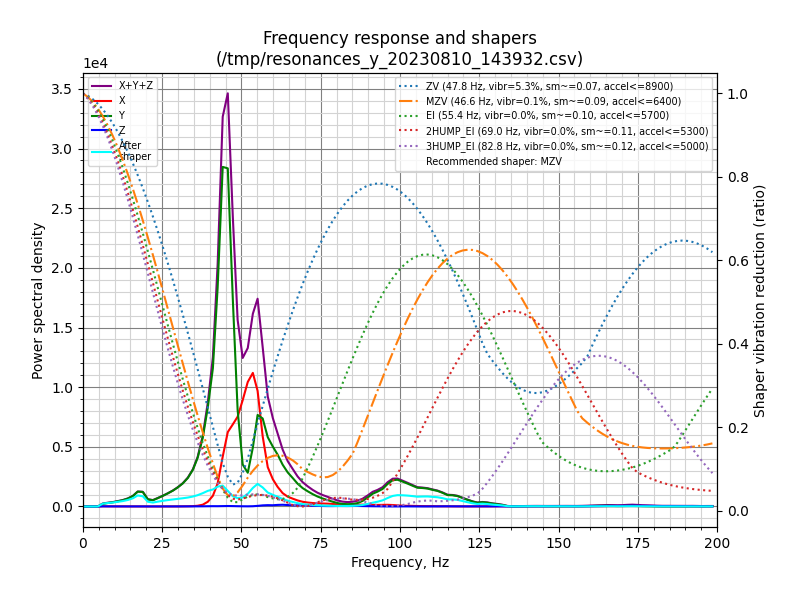 Frequency response and shapers
(/tmp/resonances_y_20230810_143932.csv)
1e4
X+Y+Z
X
Y
Z
After
shaper
ZV (47.8 Hz, vibr=5.3%, sm~=0.07, accel<=8900)
MZV (46.6 Hz, vibr=0.1%, sm~=0.09, accel<=6400)
EI (55.4 Hz, vibr=0.0%, sm~=0.10, accel<=5700)
2HUMP_EI (69.0 Hz, vibr=0.0%, sm~=0.11, accel<=5300)
3HUMP_EI (82.8 Hz, vibr=0.0%, sm~=0.12, accel<=5000)
Recommended shaper: MZV
3.5
3.0
2.5
2.0
1.5
1.0
0.5
0.0
Power spectral density
1.0
0.8
0.6
0.4
0.2
0.0
Shaper vibration reduction (ratio)
0 25 50 75 100 125 150 175 200
Frequency, Hz